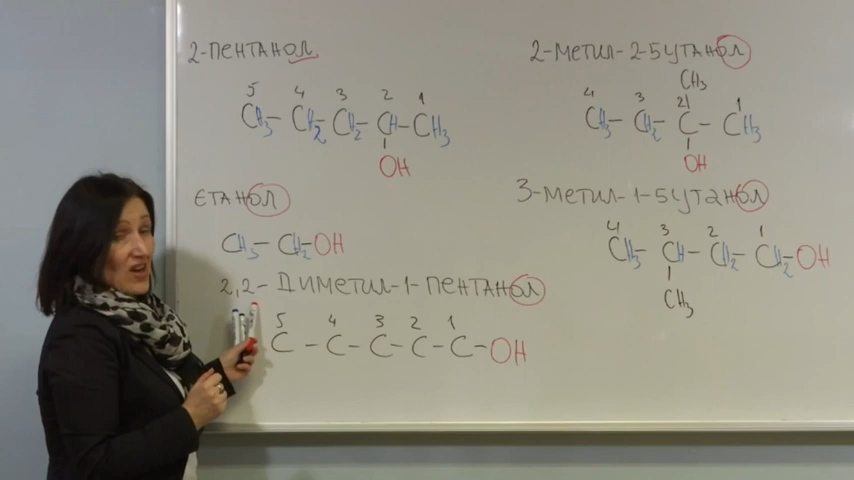 2-ПЕНТАНОЛ
5 4 3 2 1
CH₃-CH₂-CH₂-CH-CH₃
OH
ЕТАНОЛ
CH₃-CH₂OH
2,2-ДИМЕТИЛ-1-ПЕНТАНОЛ
5 4 3 2 1
C-C-C-C-C-OH
2-МЕТИЛ-2-БУТАНОЛ
CH₃
4 3 2 1
CH₃-CH₂-C-CH₃
OH
3-МЕТИЛ-1-БУТАНОЛ
4 3 2 1
CH₃-CH-CH₂-CH₂-OH
CH₃